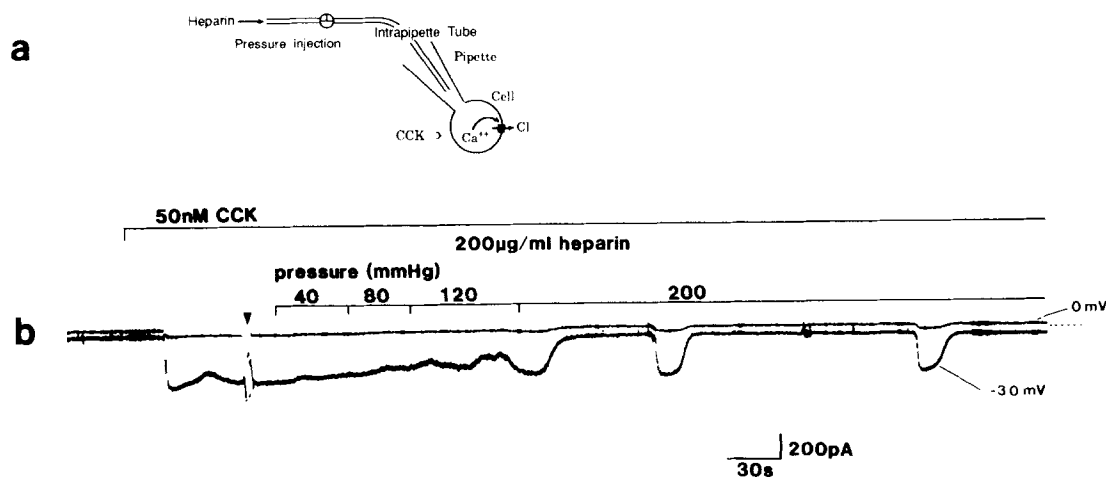 a
Heparin
Pressure injection
Intrapipette Tube
Pipette
Cell
CCK
Ca++
Cl
50nM CCK
200µg/ml heparin
pressure (mmHg)
40 80 120 200
b
0 mV
-30 mV
200pA
30s